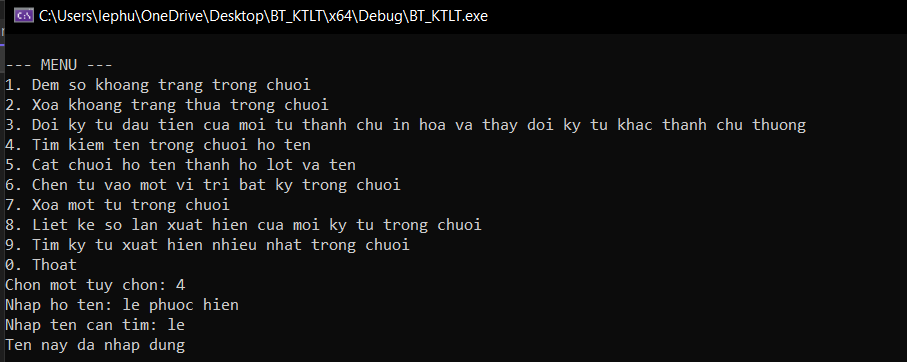 C:\Users\lephu\OneDrive\Desktop\BT_KTLT\x64\Debug\BT_KTLT.exe
--- MENU ---
1. Dem so khoang trang trong chuoi
2. Xoa khoang trang thua trong chuoi
3. Doi ky tu dau tien cua moi tu thanh chu in hoa va thay doi ky tu khac thanh chu thuong
4. Tim kiem ten trong chuoi ho ten
5. Cat chuoi ho ten thanh ho lot va ten
6. Chen tu vao mot vi tri bat ky trong chuoi
7. Xoa mot tu trong chuoi
8. Liet ke so lan xuat hien cua moi ky tu trong chuoi
9. Tim ky tu xuat hien nhieu nhat trong chuoi
0. Thoat
Chon mot tuy chon: 4
Nhap ho ten: le phuoc hien
Nhap ten can tim: le
Ten nay da nhap dung